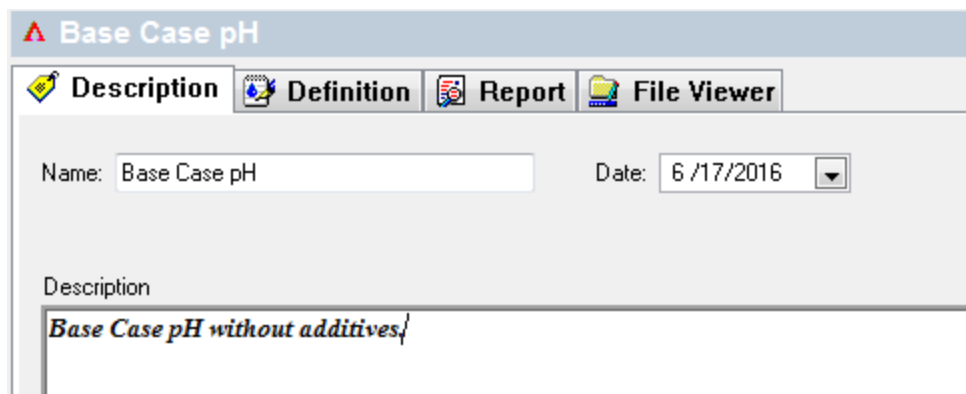 Base Case pH
Description Definition Report File Viewer
Name: Base Case pH Date: 6 /17/2016
Description
Base Case pH without additives.